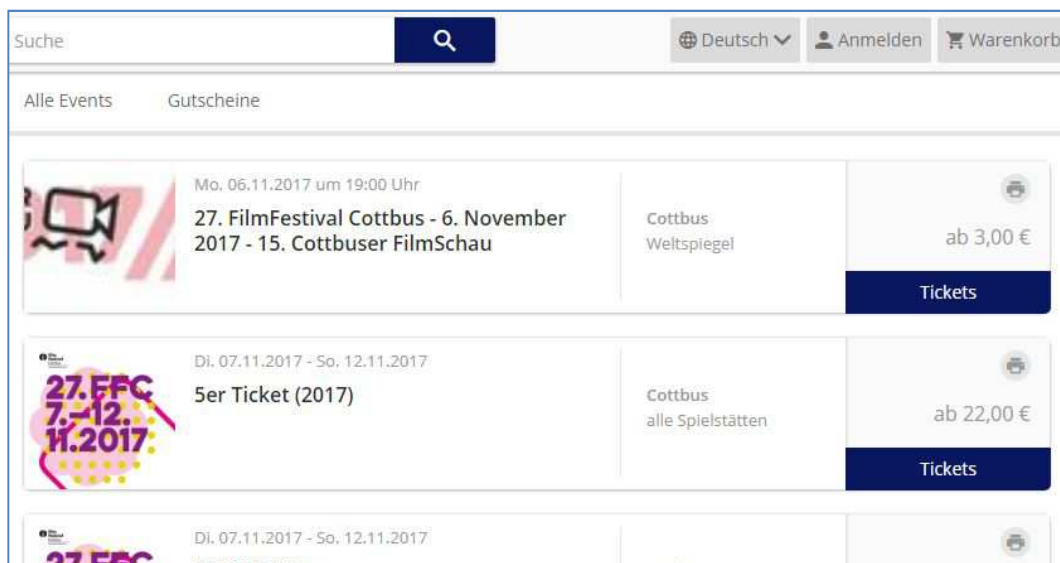 Suche
Deutsch
Anmelden
Warenkorb
Alle Events
Gutscheine
Mo. 06.11.2017 um 19:00 Uhr
27. FilmFestival Cottbus - 6. November
2017 - 15. Cottbuser FilmSchau
Cottbus
Weltspiegel
ab 3,00 €
Tickets
27.FFC
7.–12.
11.2017
Di. 07.11.2017 - So. 12.11.2017
5er Ticket (2017)
Cottbus
alle Spielstätten
ab 22,00 €
Tickets
27.FFC
Di. 07.11.2017 - So. 12.11.2017